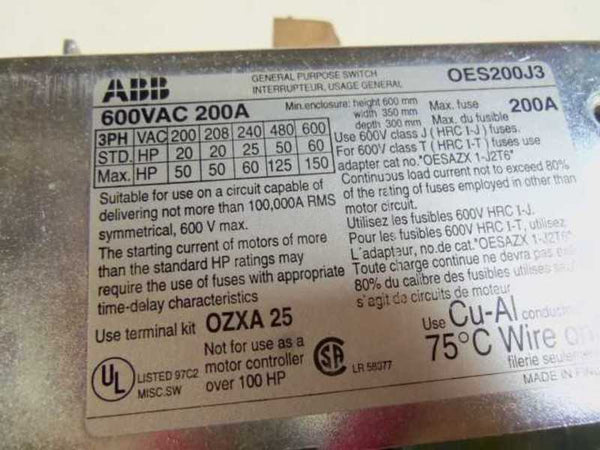 ABB
GENERAL PURPOSE SWITCH
INTERRUPTEUR, USAGE GENERAL
OES200J3
600VAC 200A
Min.enclosure: height 600 mm
width 350 mm
depth 300 mm
Max. fuse
Max. du fusible
200A
3PH VAC 200 208 240 480 600
STD. HP 20 20 25 50 60
Max. HP 50 50 60 125 150
Suitable for use on a circuit capable of
delivering not more than 100,000A RMS
symmetrical, 600 V max.
The starting current of motors of more
than the standard HP ratings may
require the use of fuses with appropriate
time-delay characteristics
Use 600V class J ( HRC I-J ) fuses.
For 600V class T ( HRC I-T ) fuses use
adapter cat no."OESAZX 1-J2T6"
Continuous load current not to exceed 80%
of the rating of fuses employed in other than
motor circuit.
Utilisez les fusibles 600V HRC I-J.
Pour les fusibles 600V HRC I-T, utilisez
L'adapteur, no.de cat."OESAZX 1-J2T6"
Toute charge continue ne devra pas
80% du calibre des fusibles utilises
s'agit de circuits de moteur
Use terminal kit OZXA 25
Use Cu-Al
75°C Wire
filerie
UL LISTED 97C2
MISC.SW
Not for use as a
motor controller
over 100 HP
LR 58377
MADE IN